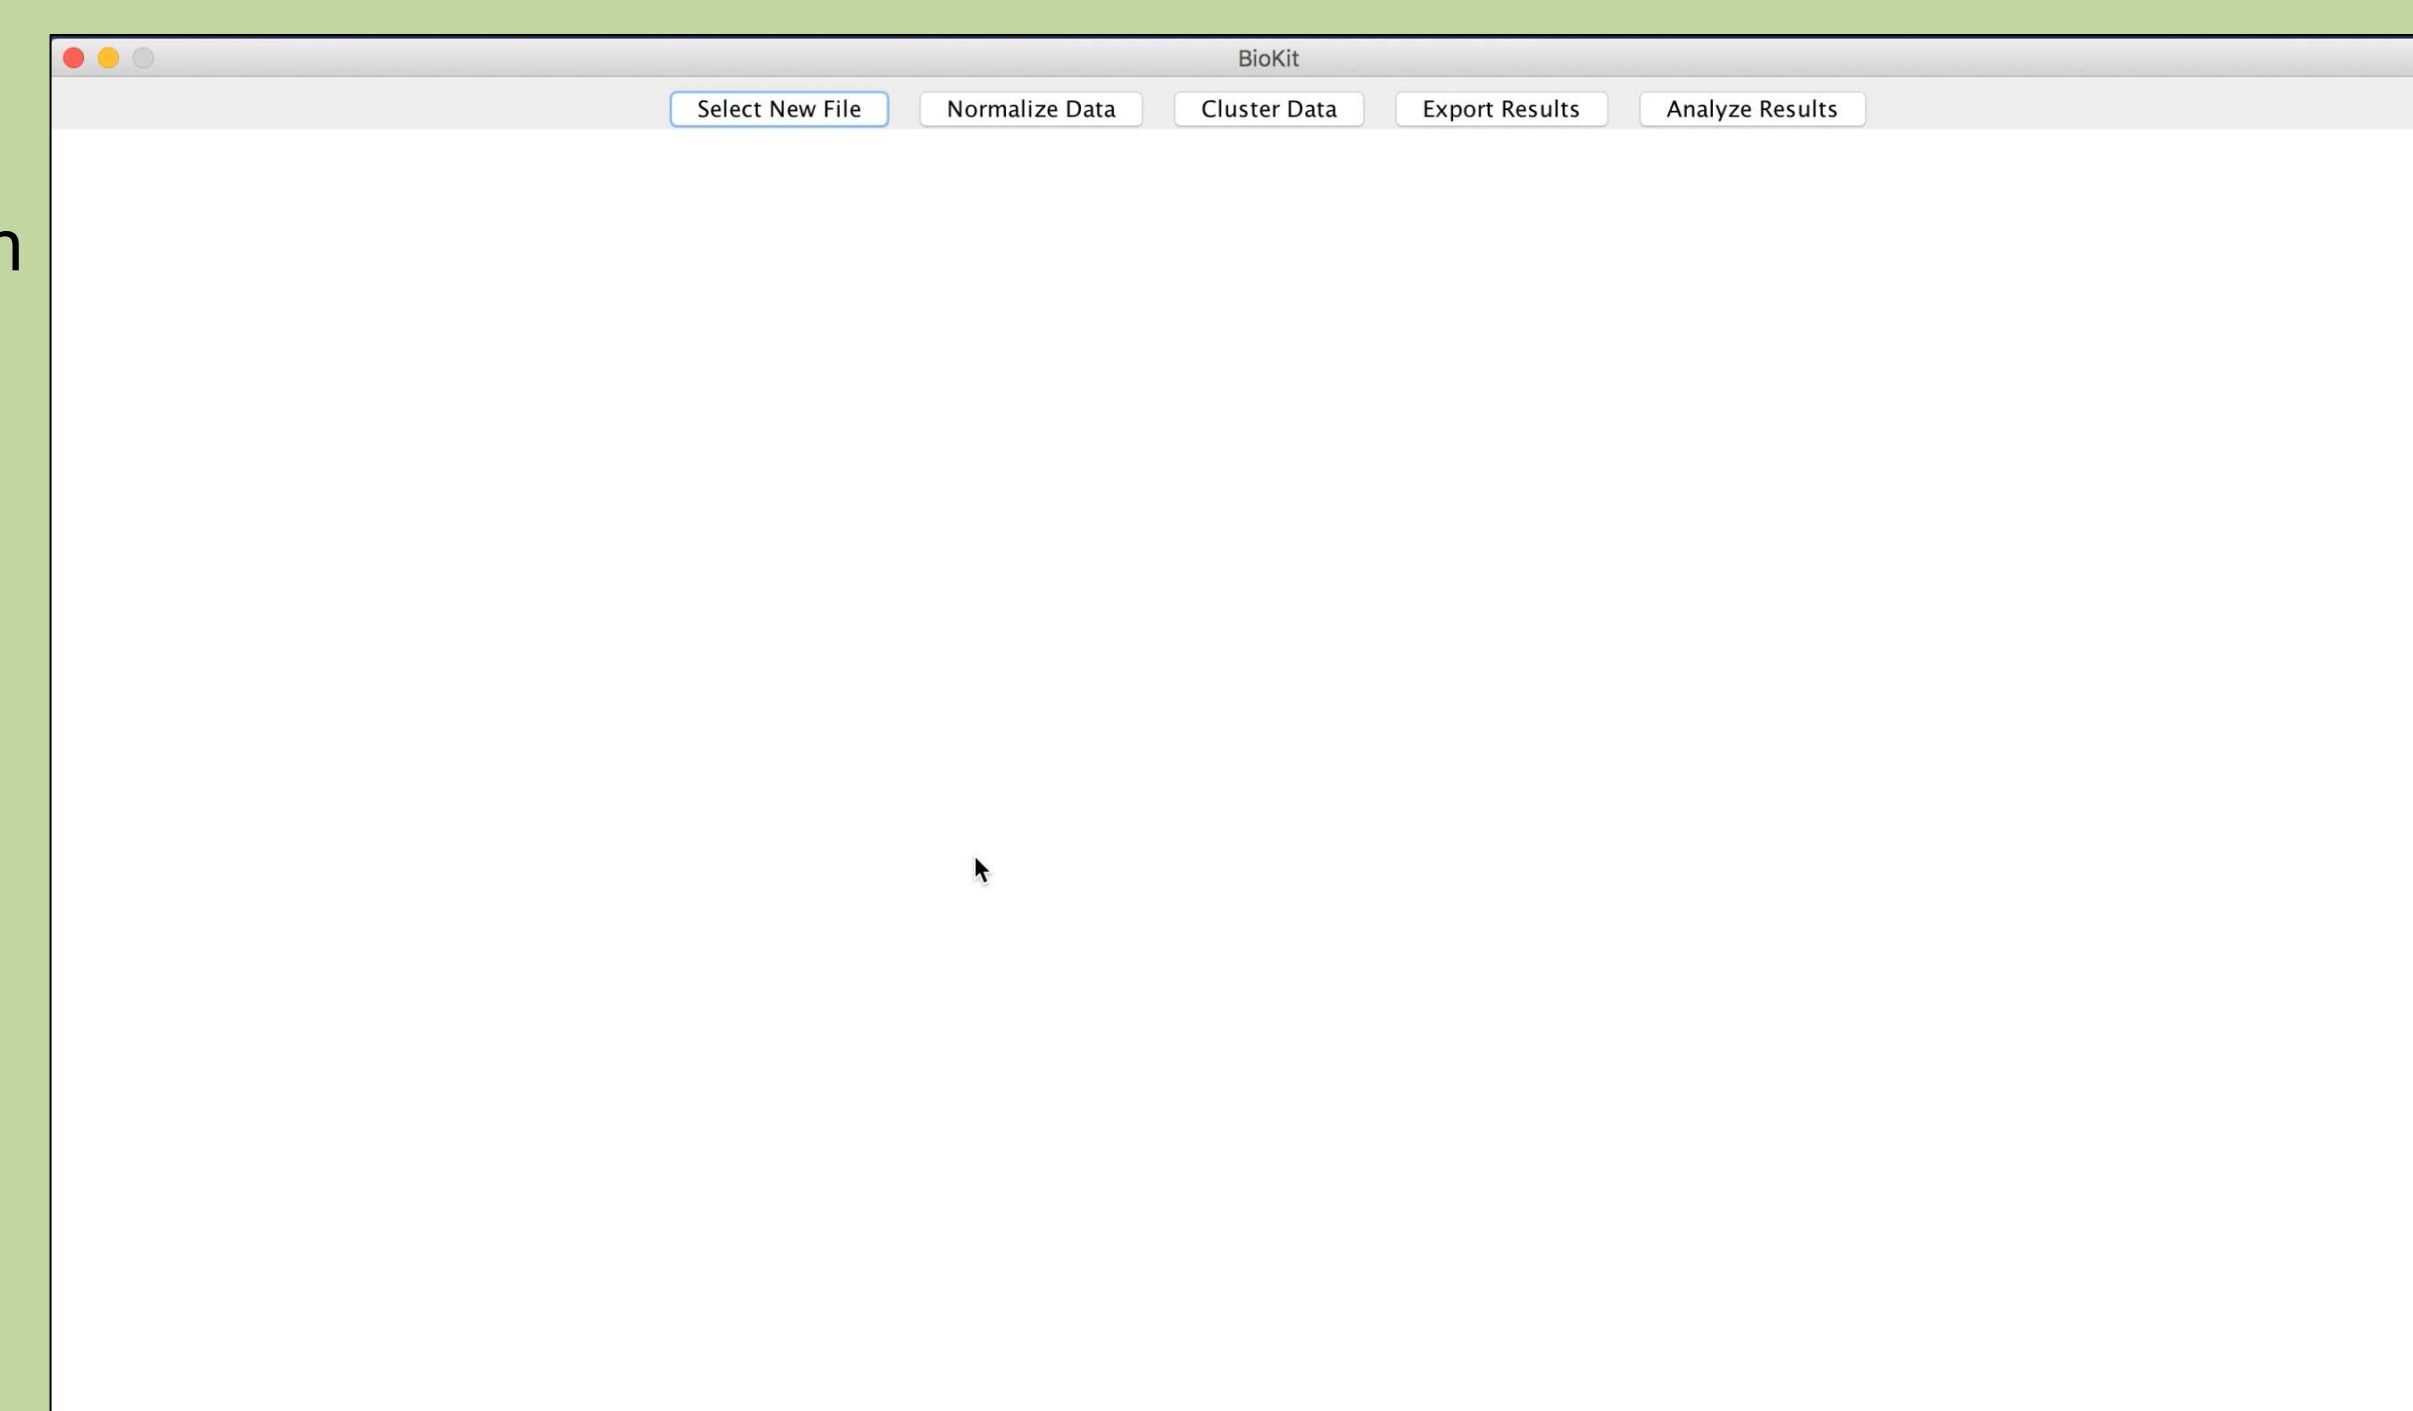 BioKit
Select New File Normalize Data Cluster Data Export Results Analyze Results
n